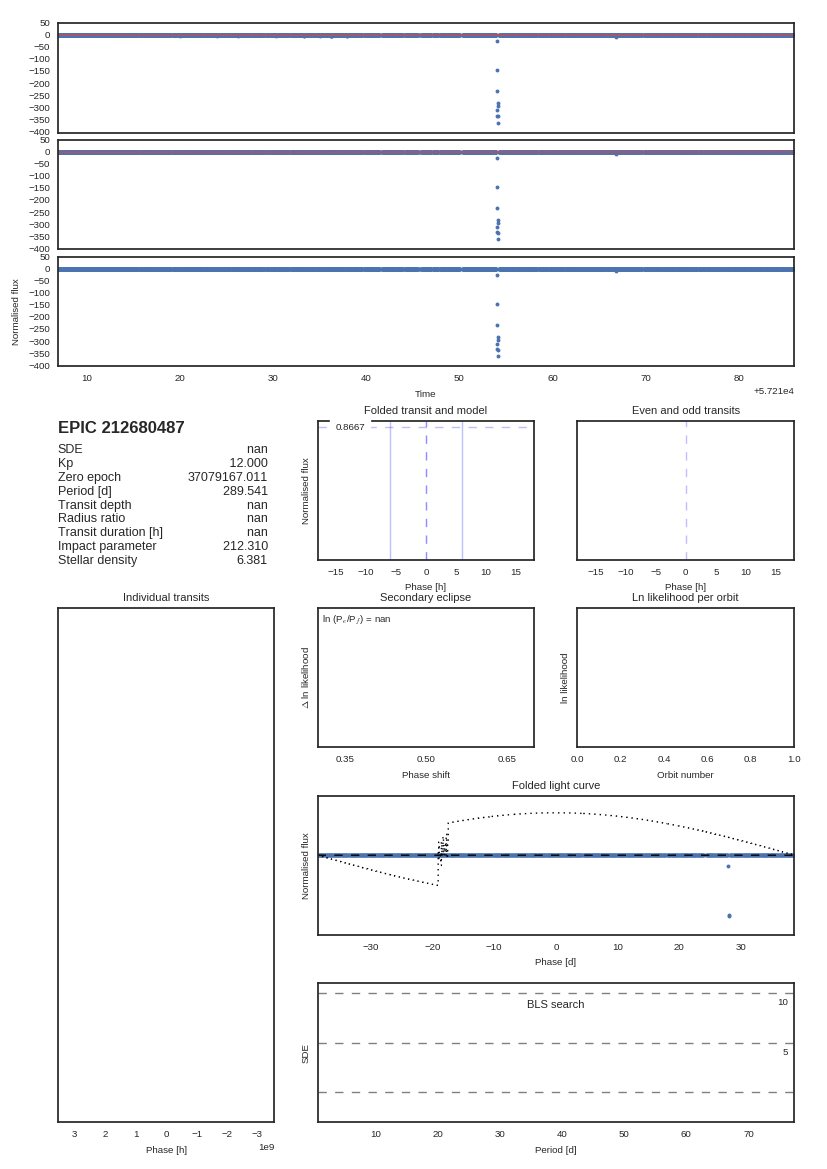 50
0
−50
−100
−150
−200
−250
−300
−350
−400
50
0
−50
−100
−150
−200
−250
−300
−350
−400
50
0
−50
−100
−150
−200
−250
−300
−350
−400
Normalised flux
10 20 30 40 50 60 70 80
Time
+5.721e4
EPIC 212680487
SDE nan
Kp 12.000
Zero epoch 37079167.011
Period [d] 289.541
Transit depth nan
Radius ratio nan
Transit duration [h] nan
Impact parameter 212.310
Stellar density 6.381
Folded transit and model
0.8667
Normalised flux
−15 −10 −5 0 5 10 15
Phase [h]
Even and odd transits
−15 −10 −5 0 5 10 15
Phase [h]
Individual transits
3 2 1 0 −1 −2 −3
1e9
Phase [h]
Secondary eclipse
ln (Pₑ/P𝑓) = nan
Δ ln likelihood
0.35 0.50 0.65
Phase shift
Ln likelihood per orbit
ln likelihood
0.0 0.2 0.4 0.6 0.8 1.0
Orbit number
Folded light curve
Normalised flux
−30 −20 −10 0 10 20 30
Phase [d]
BLS search
10
5
SDE
10 20 30 40 50 60 70
Period [d]